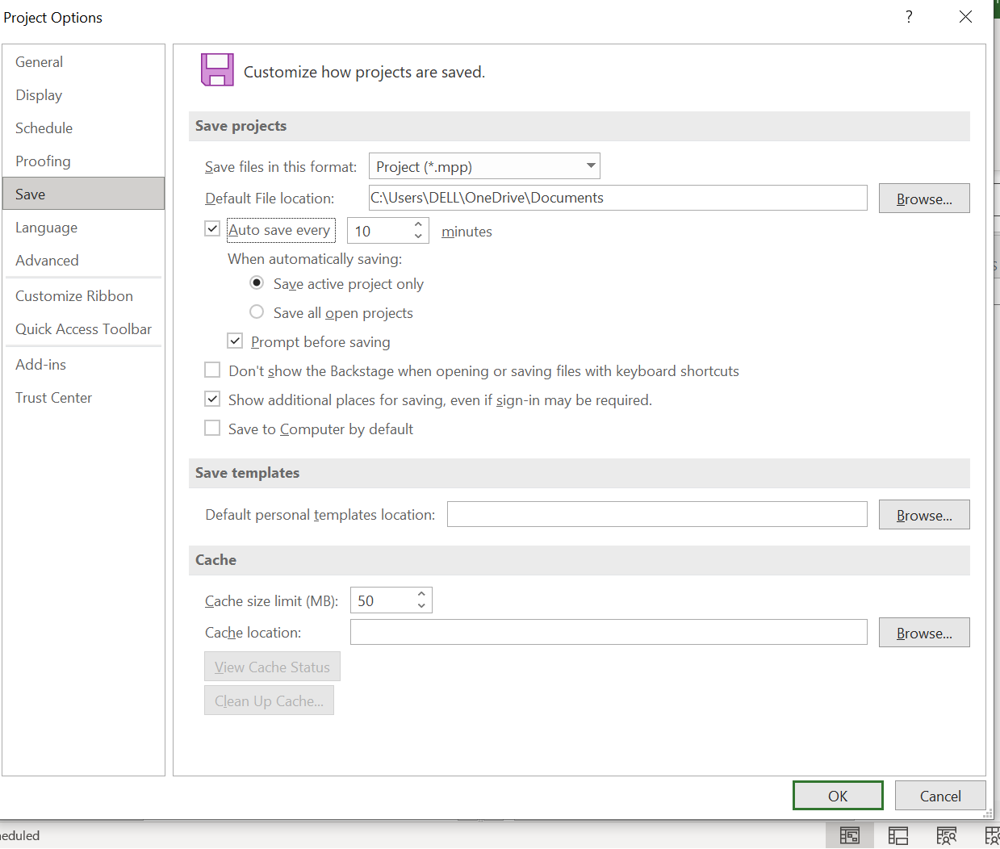 Project Options
?
General
Display
Schedule
Proofing
Save
Language
Advanced
Customize Ribbon
Quick Access Toolbar
Add-ins
Trust Center
Customize how projects are saved.
Save projects
Save files in this format: Project (*.mpp)
Default File location: C:\Users\DELL\OneDrive\Documents Browse...
Auto save every 10 minutes
When automatically saving:
Save active project only
Save all open projects
Prompt before saving
Don't show the Backstage when opening or saving files with keyboard shortcuts
Show additional places for saving, even if sign-in may be required.
Save to Computer by default
Save templates
Default personal templates location: Browse...
Cache
Cache size limit (MB): 50
Cache location: Browse...
View Cache Status
Clean Up Cache...
OK Cancel